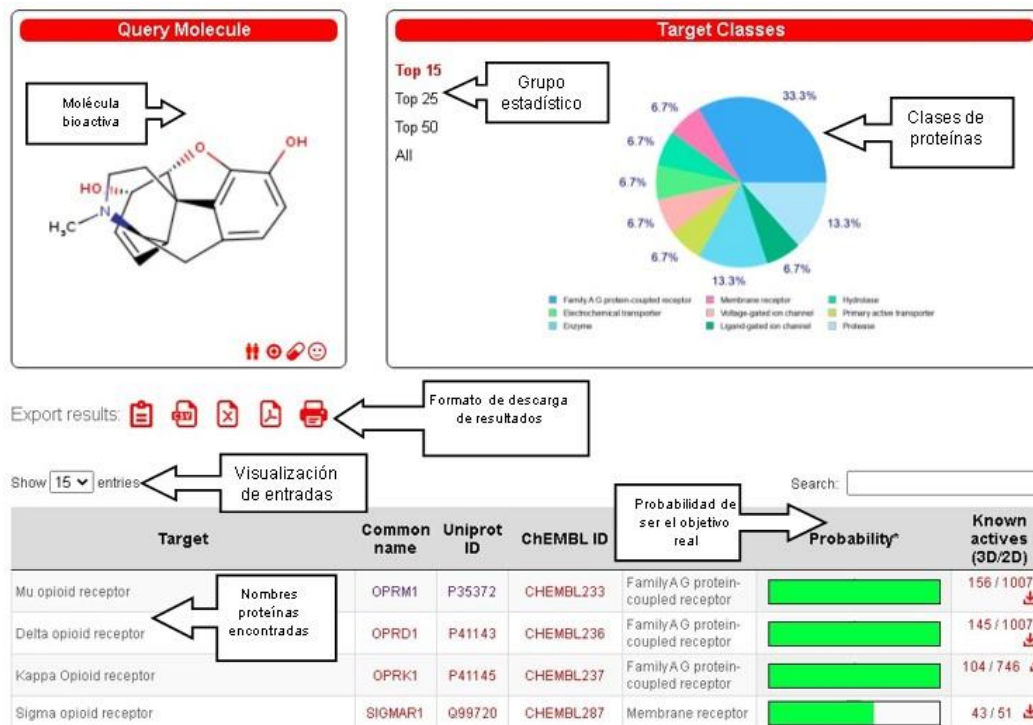 Query Molecule
Molécula
bioactiva
OH
O
HO
N
H₃C
Target Classes
Top 15
Top 25
Top 50
All
Grupo
estadístico
Clases de
proteínas
33.3%
6.7%
6.7%
6.7%
6.7%
6.7%
13.3%
6.7%
13.3%
Family A G protein-coupled receptor
Membrane receptor
Hydrolase
Electrochemical transporter
Voltage-gated ion channel
Primary active transporter
Enzyme
Ligand-gated ion channel
Protease
Export results:
CSV
Formato de descarga
de resultados
Show 15 entries
Visualización
de entradas
Search:
Probabilidad de
ser el objetivo
real
Target
Common
name
Uniprot
ID
ChEMBL ID
Probability*
Known
actives
(3D/2D)
Nombres
proteínas
encontradas
Mu opioid receptor
OPRM1
P35372
CHEMBL233
Family A G protein-
coupled receptor
156 / 1007
Delta opioid receptor
OPRD1
P41143
CHEMBL236
Family A G protein-
coupled receptor
145 / 1007
Kappa Opioid receptor
OPRK1
P41145
CHEMBL237
Family A G protein-
coupled receptor
104 / 746
Sigma opioid receptor
SIGMAR1
Q99720
CHEMBL287
Membrane receptor
43 / 51